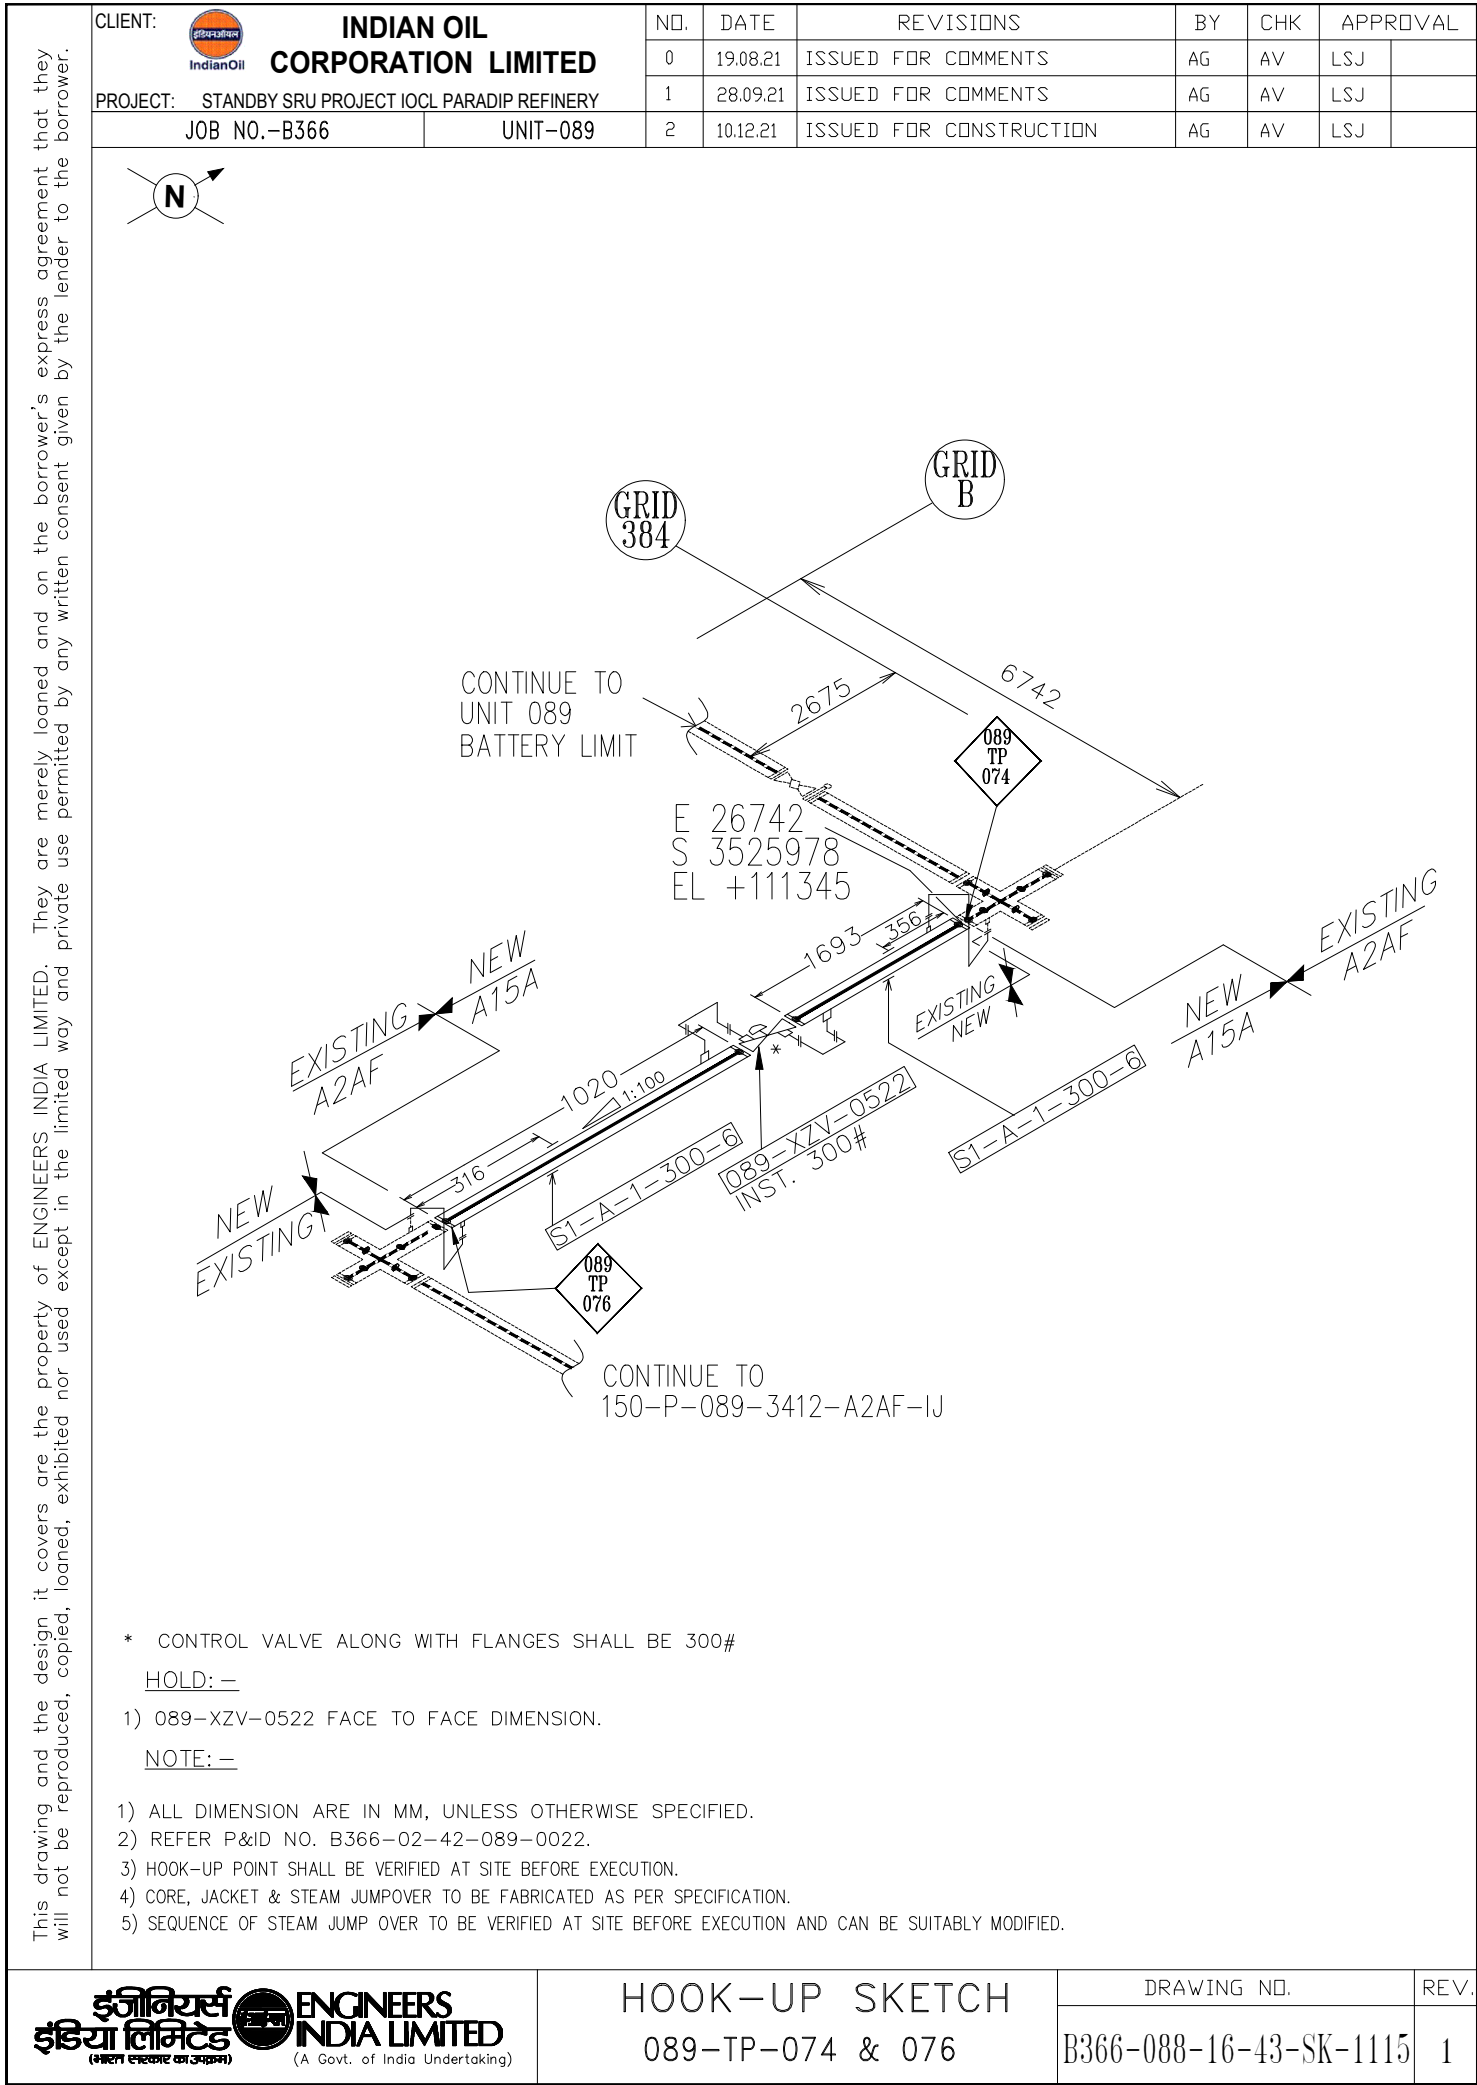 CLIENT:
इंडियनऑयल
IndianOil
INDIAN OIL
CORPORATION LIMITED
PROJECT: STANDBY SRU PROJECT IOCL PARADIP REFINERY
JOB NO.-B366 UNIT-089
NO. DATE REVISIONS BY CHK APPROVAL
0 19.08.21 ISSUED FOR COMMENTS AG AV LSJ
1 28.09.21 ISSUED FOR COMMENTS AG AV LSJ
2 10.12.21 ISSUED FOR CONSTRUCTION AG AV LSJ
This drawing and the design it covers are the property of ENGINEERS INDIA LIMITED. They are merely loaned and on the borrower's express agreement that they
will not be reproduced, copied, loaned, exhibited nor used except in the limited way and private use permitted by any written consent given by the lender to the borrower.
N
GRID
B
GRID
384
6742
2675
CONTINUE TO
UNIT 089
BATTERY LIMIT
089
TP
074
E 26742
S 3525978
EL +111345
EXISTING
A2AF
NEW
A15A
1693
356
EXISTING
NEW
NEW
A15A
EXISTING
A2AF
1020
1:100
316
*
S1-A-1-300-6
089-XZV-0522
INST. 300#
S1-A-1-300-6
NEW
EXISTING
089
TP
076
CONTINUE TO
150-P-089-3412-A2AF-IJ
* CONTROL VALVE ALONG WITH FLANGES SHALL BE 300#
HOLD:-
1) 089-XZV-0522 FACE TO FACE DIMENSION.
NOTE:-
1) ALL DIMENSION ARE IN MM, UNLESS OTHERWISE SPECIFIED.
2) REFER P&ID NO. B366-02-42-089-0022.
3) HOOK-UP POINT SHALL BE VERIFIED AT SITE BEFORE EXECUTION.
4) CORE, JACKET & STEAM JUMPOVER TO BE FABRICATED AS PER SPECIFICATION.
5) SEQUENCE OF STEAM JUMP OVER TO BE VERIFIED AT SITE BEFORE EXECUTION AND CAN BE SUITABLY MODIFIED.
इंजीनियर्स
इंडिया लिमिटेड
(भारत सरकार का उपक्रम)
ENGINEERS
INDIA LIMITED
(A Govt. of India Undertaking)
HOOK-UP SKETCH
089-TP-074 & 076
DRAWING NO. REV.
B366-088-16-43-SK-1115 1